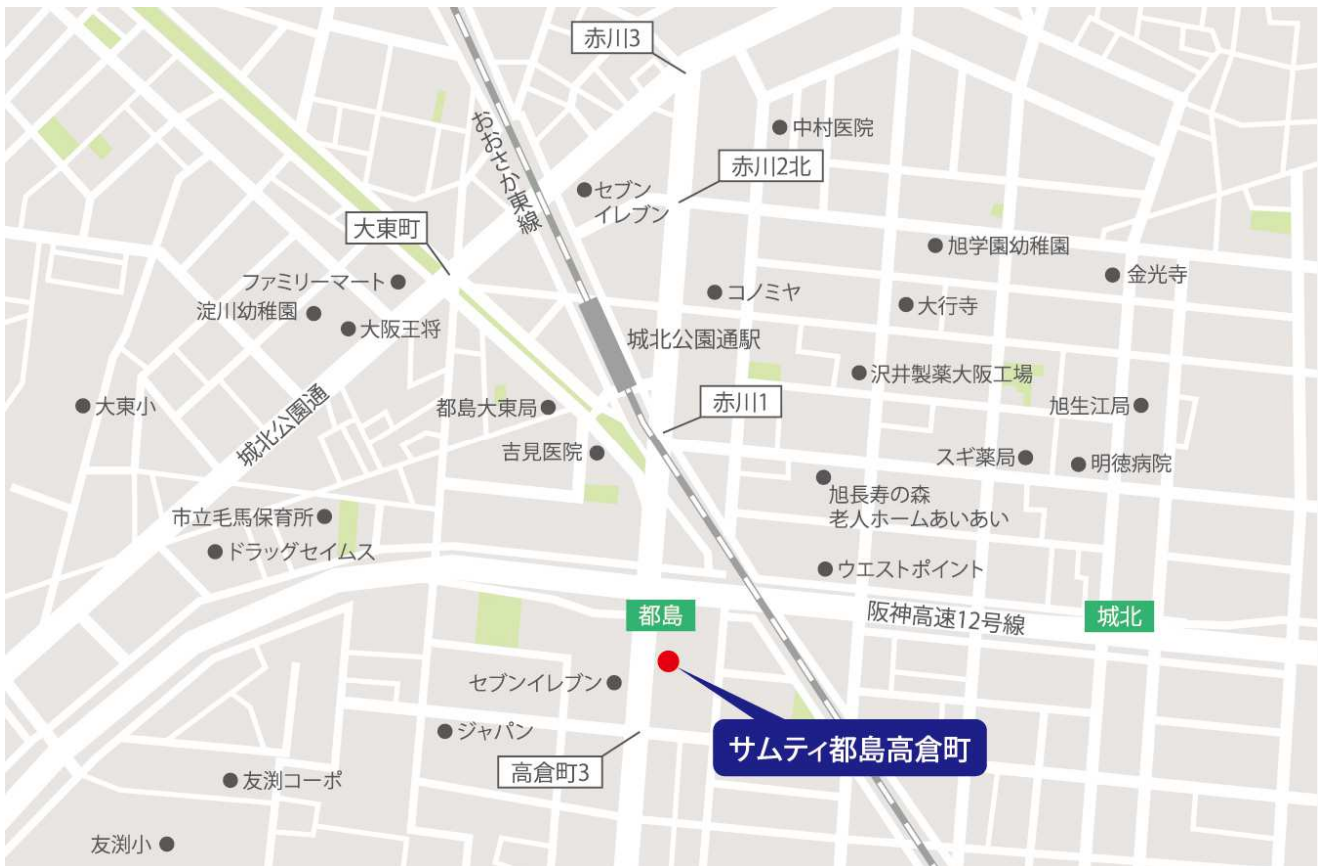 赤川3
中村医院
おおさか東線
赤川2北
セブン
イレブン
大東町
旭学園幼稚園
ファミリーマート
金光寺
コノミヤ
淀川幼稚園
大行寺
大阪王将
城北公園通駅
沢井製薬大阪工場
赤川1
大東小
都島大東局
旭生江局
城北公園通
吉見医院
スギ薬局
明徳病院
旭長寿の森
老人ホームあいあい
市立毛馬保育所
ドラッグセイムス
ウエストポイント
都島
阪神高速12号線
城北
セブンイレブン
ジャパン
サムティ都島高倉町
高倉町3
友渕コーポ
友渕小